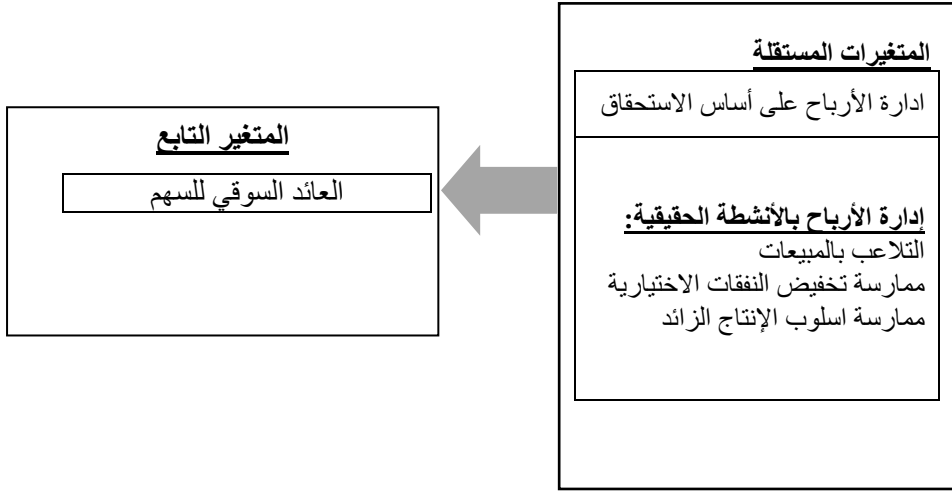 المتغيرات المستقلة
ادارة الأرباح على أساس الاستحقاق
إدارة الأرباح بالأنشطة الحقيقية:
التلاعب بالمبيعات
ممارسة تخفيض النفقات الاختيارية
ممارسة اسلوب الإنتاج الزائد
المتغير التابع
العائد السوقي للسهم